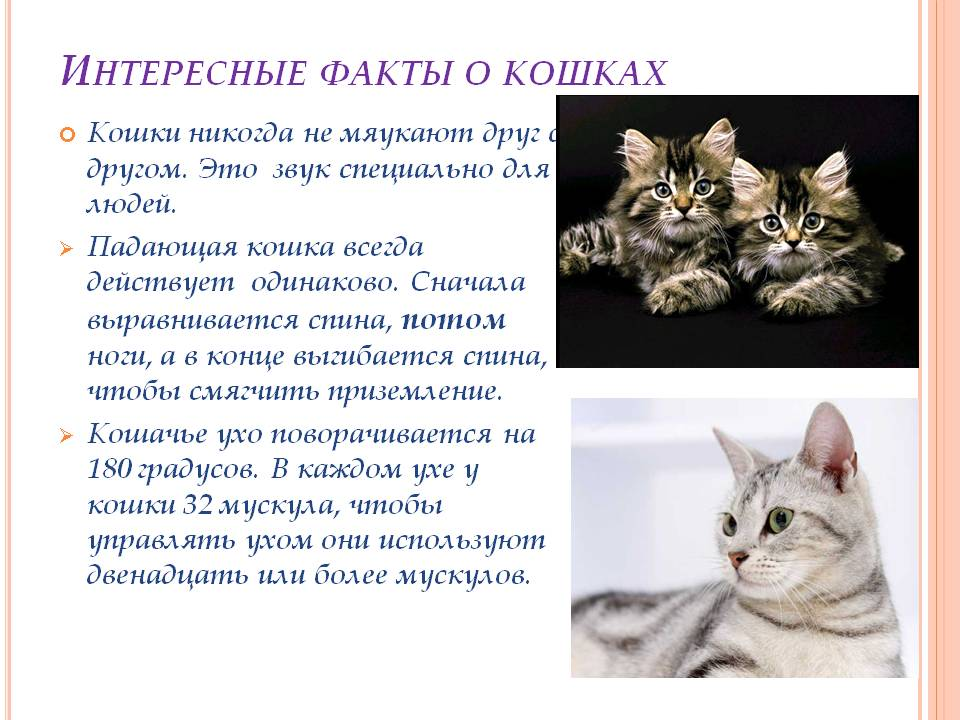 Интересные факты о кошках
Кошки никогда не мяукают друг с
другом. Это звук специально для
людей.
Падающая кошка всегда
действует одинаково. Сначала
выравнивается спина, потом
ноги, а в конце выгибается спина,
чтобы смягчить приземление.
Кошачье ухо поворачивается на
180 градусов. В каждом ухе у
кошки 32 мускула, чтобы
управлять ухом они используют
двенадцать или более мускулов.